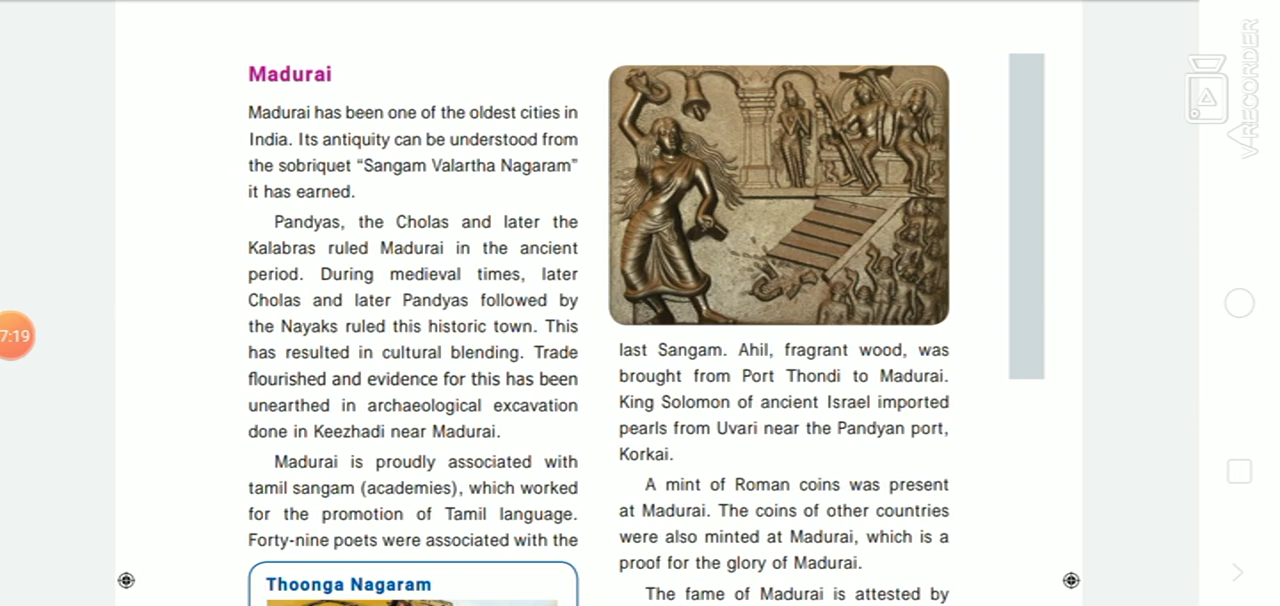 Madurai
Madurai has been one of the oldest cities in
India. Its antiquity can be understood from
the sobriquet “Sangam Valartha Nagaram”
it has earned.
Pandyas, the Cholas and later the
Kalabras ruled Madurai in the ancient
period. During medieval times, later
Cholas and later Pandyas followed by
the Nayaks ruled this historic town. This
has resulted in cultural blending. Trade
flourished and evidence for this has been
unearthed in archaeological excavation
done in Keezhadi near Madurai.
Madurai is proudly associated with
tamil sangam (academies), which worked
for the promotion of Tamil language.
Forty-nine poets were associated with the
Thoonga Nagaram
last Sangam. Ahil, fragrant wood, was
brought from Port Thondi to Madurai.
King Solomon of ancient Israel imported
pearls from Uvari near the Pandyan port,
Korkai.
A mint of Roman coins was present
at Madurai. The coins of other countries
were also minted at Madurai, which is a
proof for the glory of Madurai.
The fame of Madurai is attested by
7:19
VRECORDER